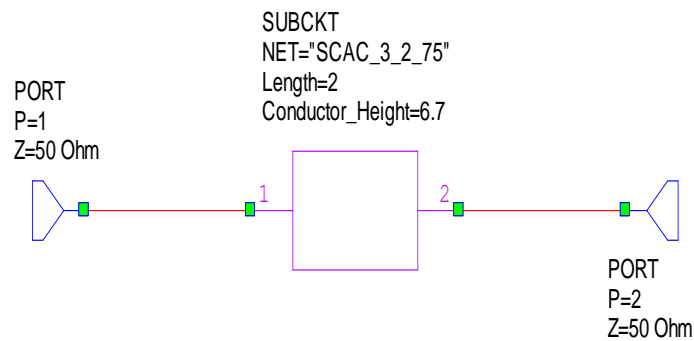 SUBCKT
NET="SCAC_3_2_75"
Length=2
Conductor_Height=6.7
PORT
P=1
Z=50 Ohm
1
2
PORT
P=2
Z=50 Ohm